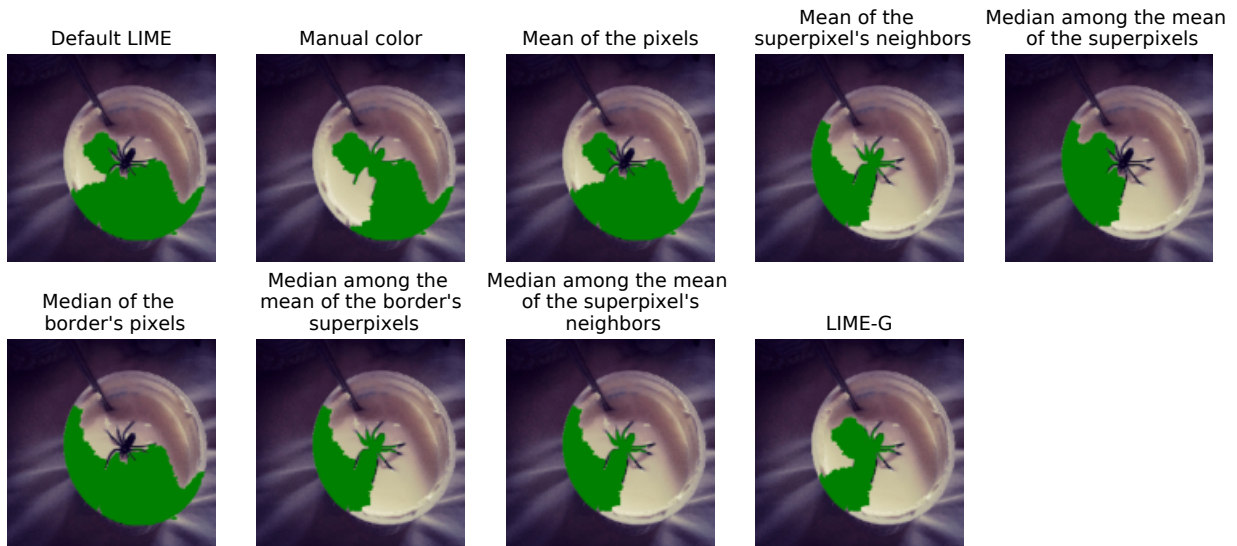 Default LIME
Manual color
Mean of the pixels
Mean of the
superpixel's neighbors
Median among the mean
of the superpixels
Median of the
border's pixels
Median among the
mean of the border's
superpixels
Median among the mean
of the superpixel's
neighbors
LIME-G